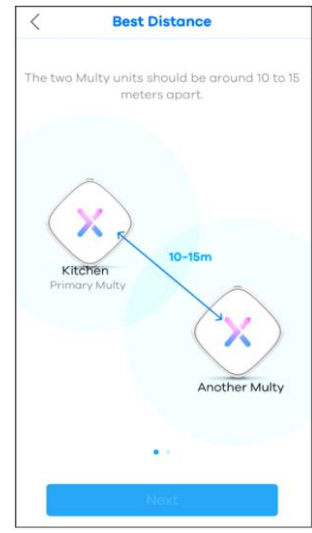 Best Distance
The two Multy units should be around 10 to 15
meters apart.
Kitchen
Primary Multy
10-15m
Another Multy
Next